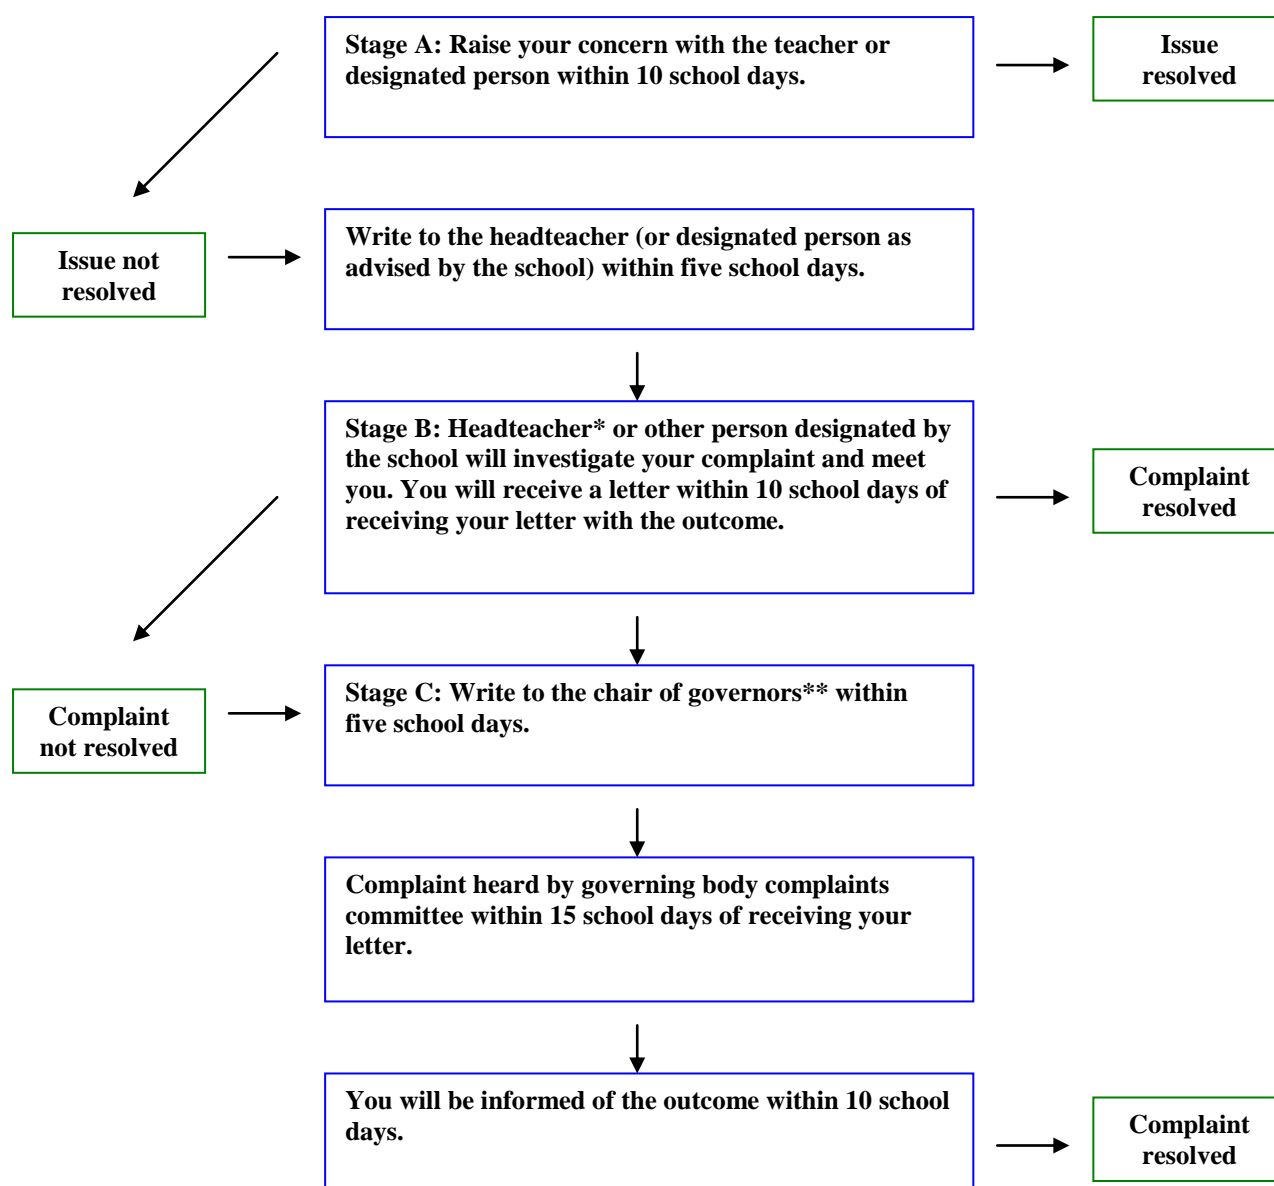 Stage A: Raise your concern with the teacher or
designated person within 10 school days.
Issue
resolved
Issue not
resolved
Write to the headteacher (or designated person as
advised by the school) within five school days.
Stage B: Headteacher* or other person designated by
the school will investigate your complaint and meet
you. You will receive a letter within 10 school days of
receiving your letter with the outcome.
Complaint
resolved
Complaint
not resolved
Stage C: Write to the chair of governors** within
five school days.
Complaint heard by governing body complaints
committee within 15 school days of receiving your
letter.
You will be informed of the outcome within 10 school
days.
Complaint
resolved